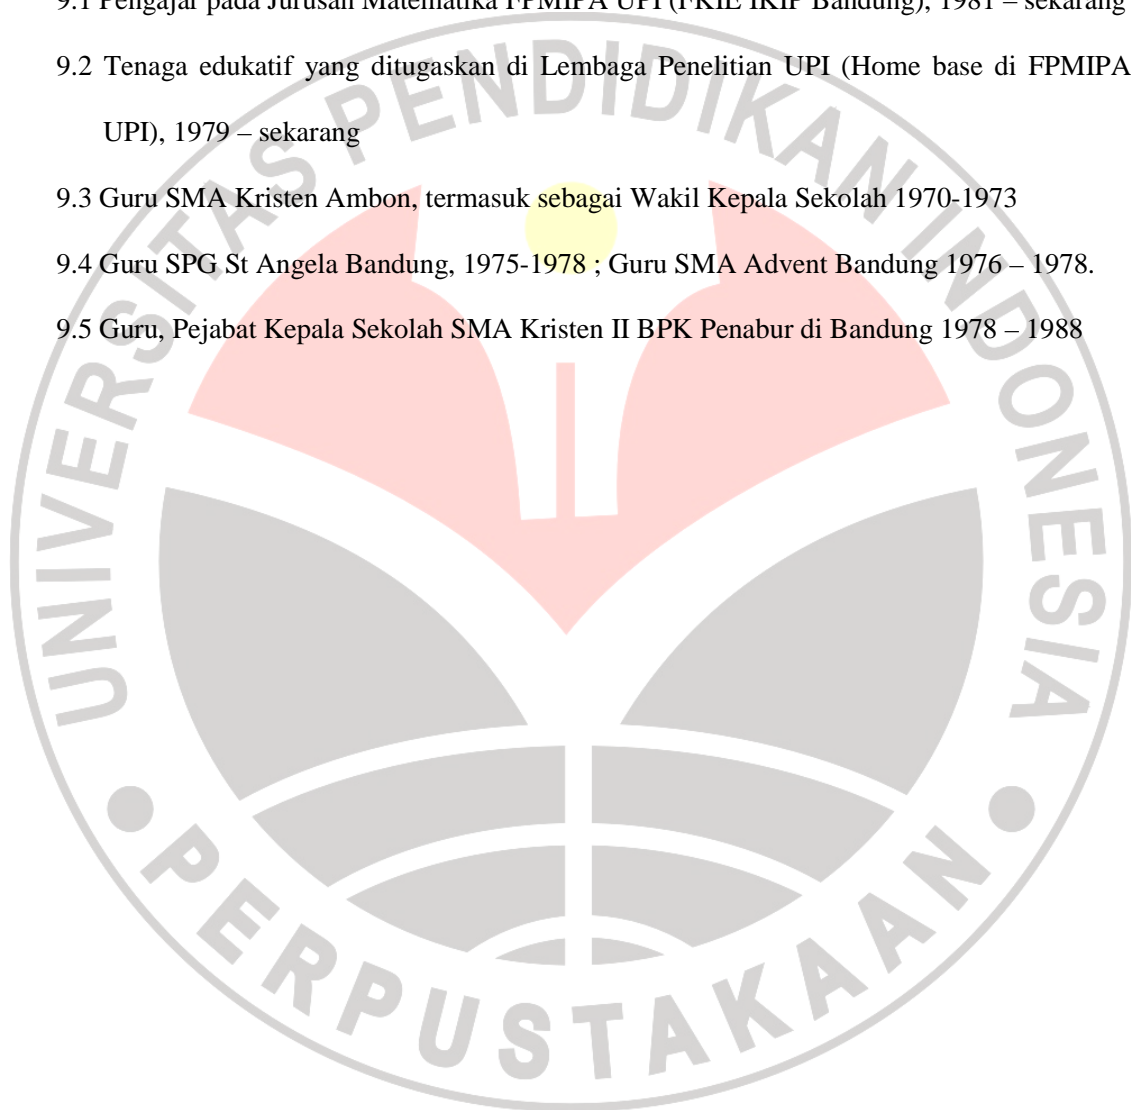 9.1 Pengajar pada Jurusan Matematika FPMIPA UPI (FKIE IKIP Bandung), 1981 – sekarang
9.2 Tenaga edukatif yang ditugaskan di Lembaga Penelitian UPI (Home base di FPMIPA
UPI), 1979 – sekarang
9.3 Guru SMA Kristen Ambon, termasuk sebagai Wakil Kepala Sekolah 1970-1973
9.4 Guru SPG St Angela Bandung, 1975-1978 ; Guru SMA Advent Bandung 1976 – 1978.
9.5 Guru, Pejabat Kepala Sekolah SMA Kristen II BPK Penabur di Bandung 1978 – 1988
UNIVERSITAS PENDIDIKAN INDONESIA
PERPUSTAKAAN